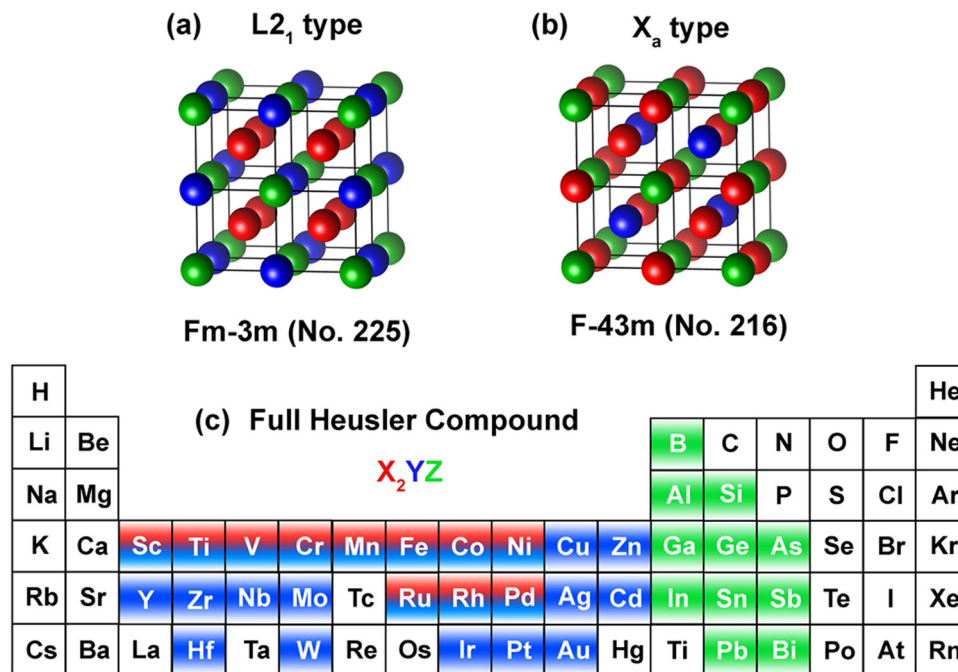 (a) L2₁ type
(b) Xₐ type
Fm-3m (No. 225)
F-43m (No. 216)
H He
(c) Full Heusler Compound
Li Be B C N O F Ne
X₂YZ
Na Mg Al Si P S Cl Ar
K Ca Sc Ti V Cr Mn Fe Co Ni Cu Zn Ga Ge As Se Br Kr
Rb Sr Y Zr Nb Mo Tc Ru Rh Pd Ag Cd In Sn Sb Te I Xe
Cs Ba La Hf Ta W Re Os Ir Pt Au Hg Ti Pb Bi Po At Rn